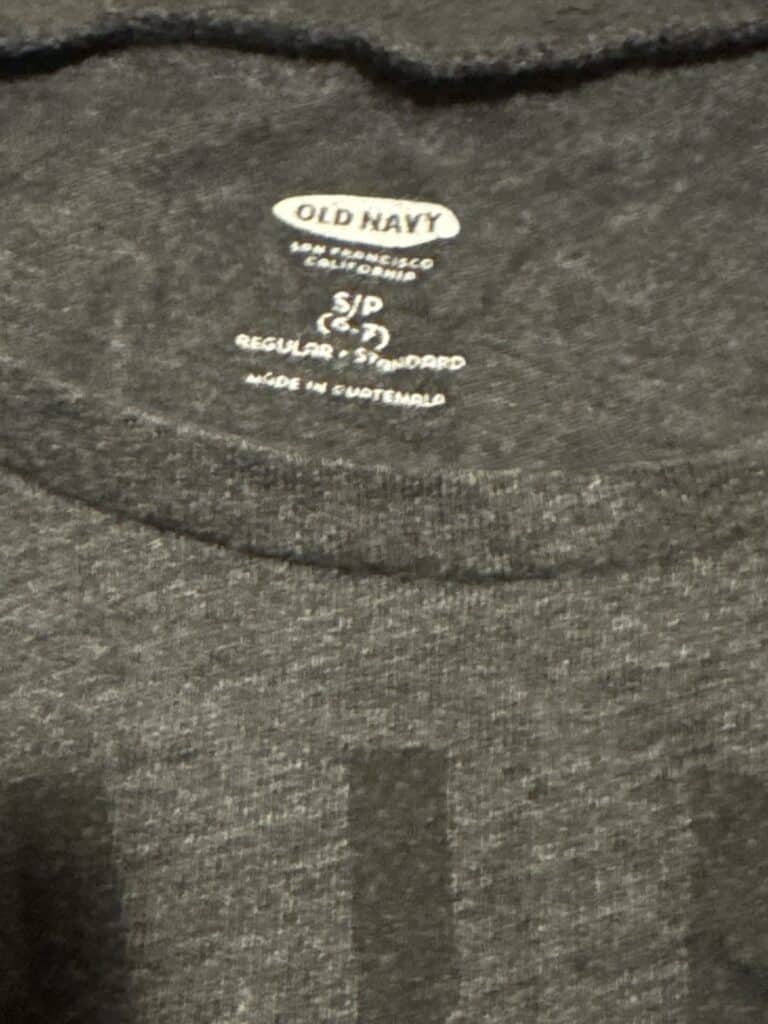 OLD NAVY
SAN FRANCISCO
CALIFORNIA
S/P
(6-7)
REGULAR • STANDARD
MADE IN GUATEMALA